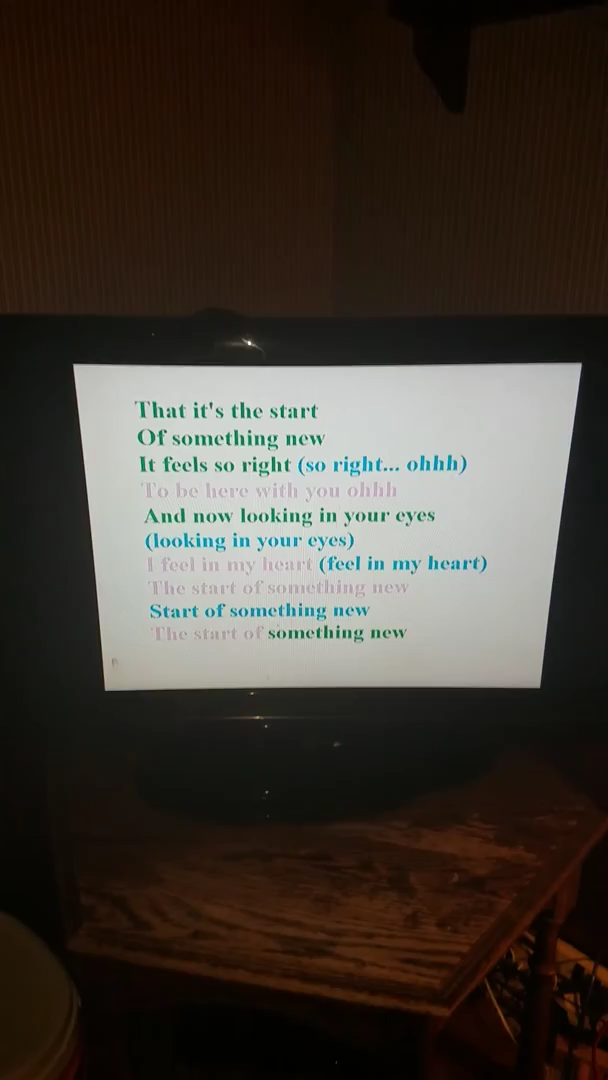 That it's the start
Of something new
It feels so right (so right... ohhh)
To be here with you ohhh
And now looking in your eyes
(looking in your eyes)
I feel in my heart (feel in my heart)
The start of something new
Start of something new
The start of something new